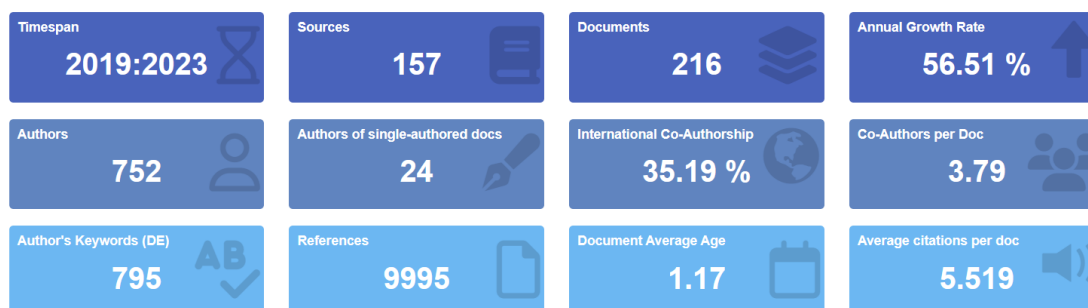 Timespan
2019:2023
Sources
157
Documents
216
Annual Growth Rate
56.51 %
Authors
752
Authors of single-authored docs
24
International Co-Authorship
35.19 %
Co-Authors per Doc
3.79
Author's Keywords (DE)
795
AB
References
9995
Document Average Age
1.17
Average citations per doc
5.519